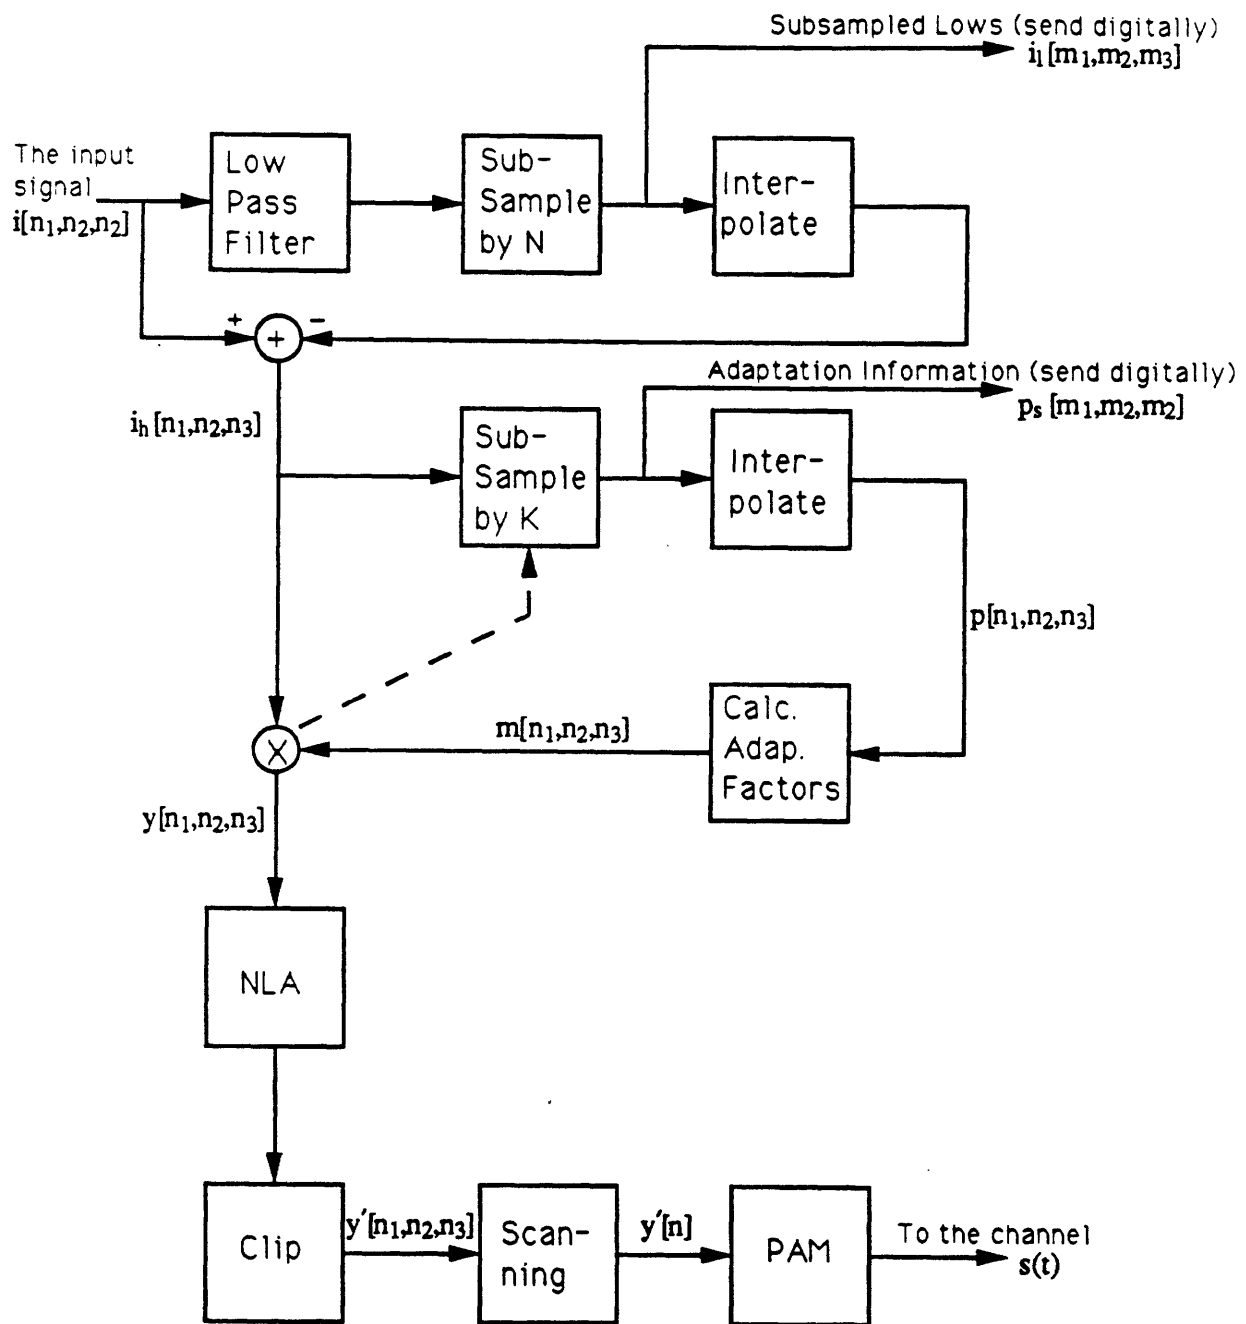 Subsampled Lows (send digitally)
i_l[m_1,m_2,m_3]
The input
signal
i[n_1,n_2,n_2]
Low
Pass
Filter
Sub-
Sample
by N
Inter-
polate
+
+
-
Adaptation Information (send digitally)
p_s[m_1,m_2,m_2]
i_h[n_1,n_2,n_3]
Sub-
Sample
by K
Inter-
polate
p[n_1,n_2,n_3]
Calc.
Adap.
Factors
m[n_1,n_2,n_3]
X
y[n_1,n_2,n_3]
NLA
Clip
y'[n_1,n_2,n_3]
Scan-
ning
y'[n]
PAM
To the channel
s(t)